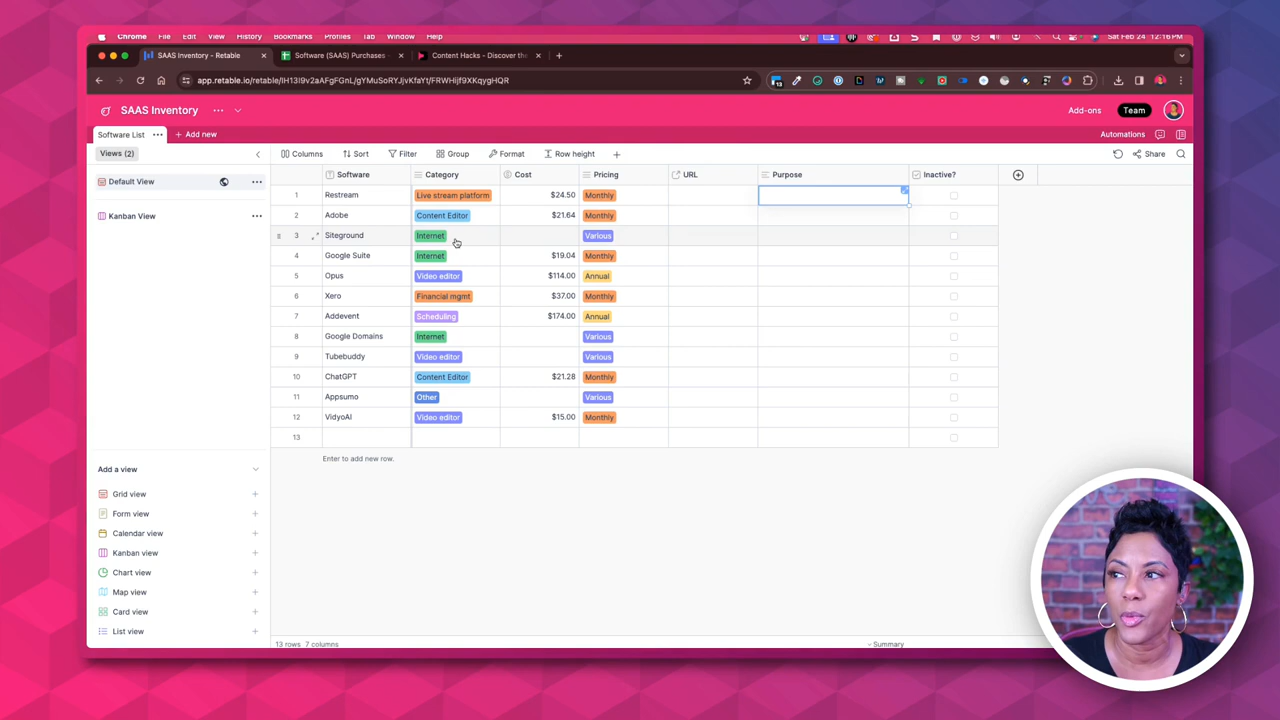 Chrome File Edit View History Bookmarks Profiles Tab Window Help Sat Feb 24 12:16 PM
SAAS Inventory - Retable Software (SAAS) Purchases - Content Hacks - Discover the
app.retable.io/retable/H13I9v2aAFgFGnL/gYMuSoRYJjvKfaYt/FRWHijf9XKqygHQR
SAAS Inventory Add-ons Team
Software List + Add new Automations
Views (2) Columns Sort Filter Group Format Row height Share
Software Category Cost Pricing URL Purpose Inactive?
Default View
1 Restream Live stream platform $24.50 Monthly
Kanban View
2 Adobe Content Editor $21.64 Monthly
3 Siteground Internet Various
4 Google Suite Internet $19.04 Monthly
5 Opus Video editor $114.00 Annual
6 Xero Financial mgmt $37.00 Monthly
7 Addevent Scheduling $174.00 Annual
8 Google Domains Internet Various
9 Tubebuddy Video editor Various
10 ChatGPT Content Editor $21.28 Monthly
11 Appsumo Other Various
12 VidyoAI Video editor $15.00 Monthly
13
Enter to add new row.
Add a view
Grid view
Form view
Calendar view
Kanban view
Chart view
Map view
Card view
List view
13 rows 7 columns Summary